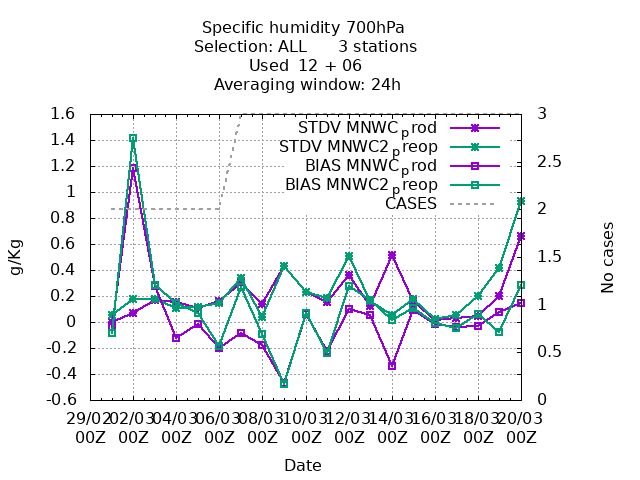 Specific humidity 700hPa
Selection: ALL 3 stations
Used 12 + 06
Averaging window: 24h
STDV MNWC_prod
STDV MNWC2_preop
BIAS MNWC_prod
BIAS MNWC2_preop
CASES
1.6
1.4
1.2
1
0.8
0.6
0.4
0.2
0
-0.2
-0.4
-0.6
g/Kg
3
2.5
2
1.5
1
0.5
0
No cases
29/02 02/03 04/03 06/03 08/03 10/03 12/03 14/03 16/03 18/03 20/03
00Z 00Z 00Z 00Z 00Z 00Z 00Z 00Z 00Z 00Z 00Z
Date